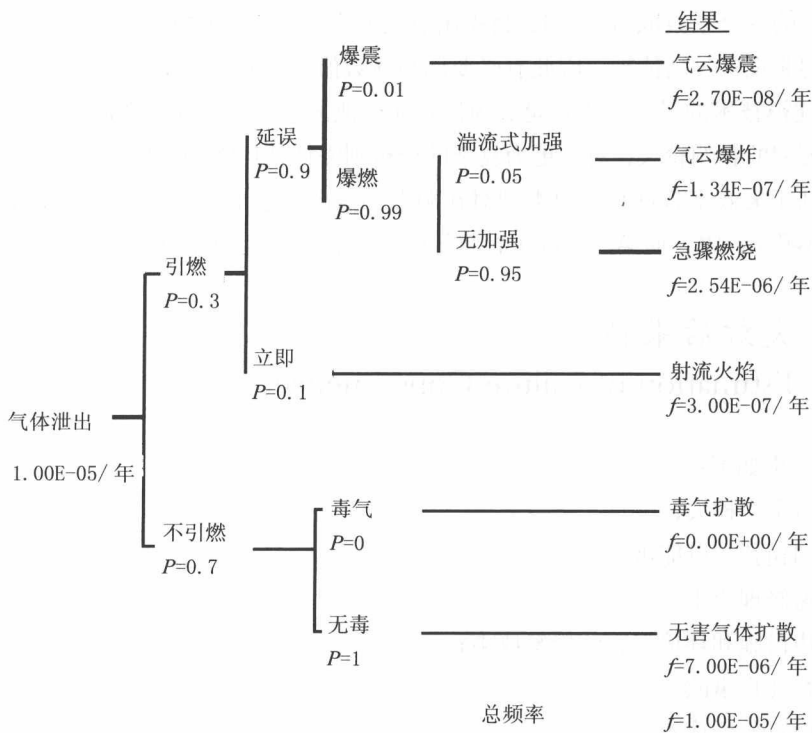 结果
爆震
P=0.01
气云爆震
f=2.70E-08/年
延误
P=0.9
湍流式加强
P=0.05
气云爆炸
f=1.34E-07/年
爆燃
P=0.99
无加强
P=0.95
急骤燃烧
f=2.54E-06/年
引燃
P=0.3
立即
P=0.1
射流火焰
f=3.00E-07/年
气体泄出
1.00E-05/年
不引燃
P=0.7
毒气
P=0
毒气扩散
f=0.00E+00/年
无毒
P=1
无害气体扩散
f=7.00E-06/年
总频率
f=1.00E-05/年